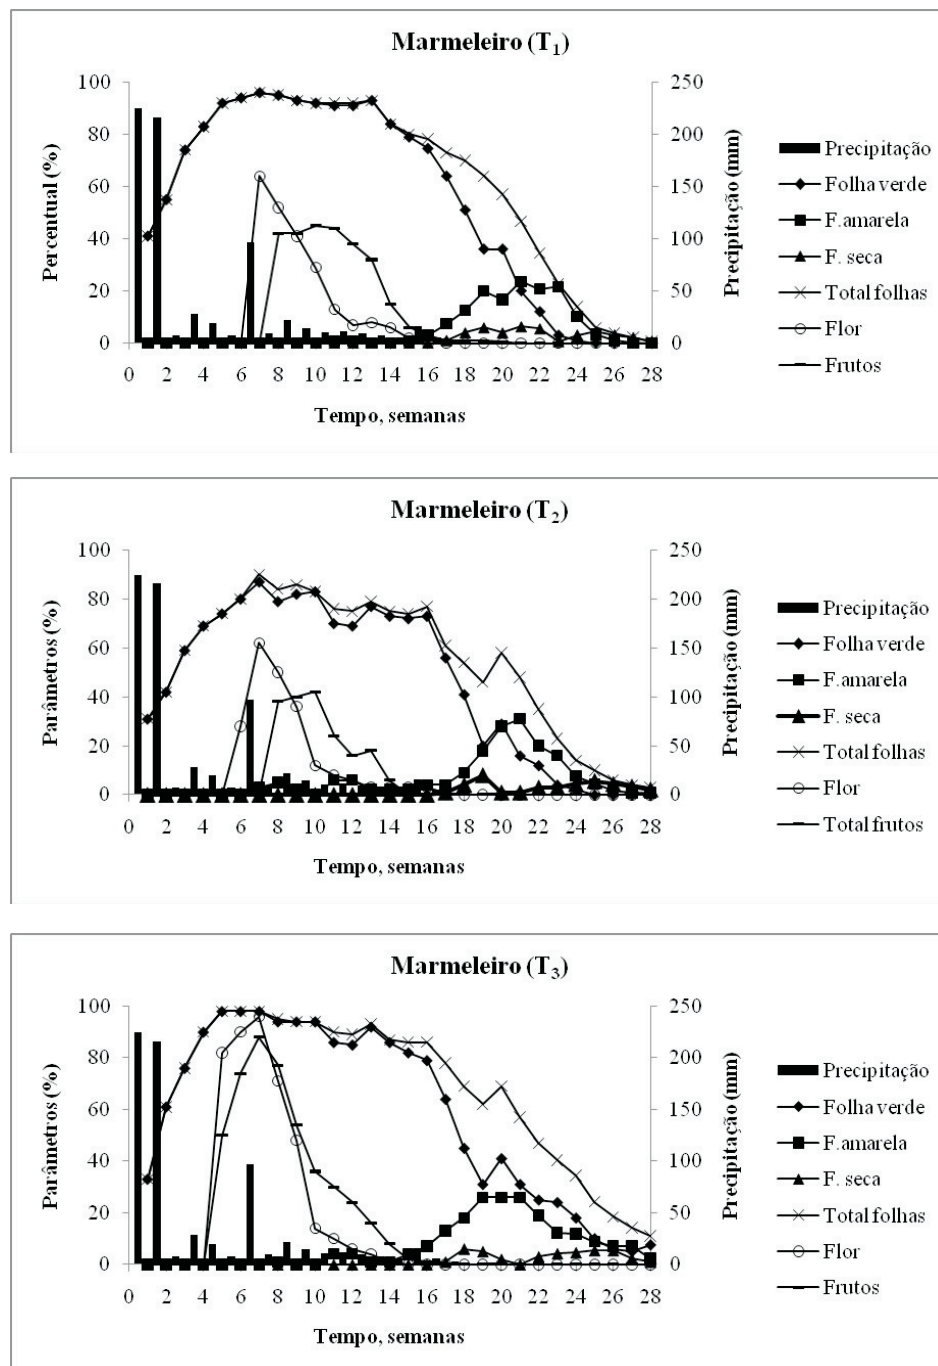 Marmeleiro (T1)
100
80
60
40
20
0
Percentual (%)
250
200
150
100
50
0
Precipitação (mm)
0 2 4 6 8 10 12 14 16 18 20 22 24 26 28
Tempo, semanas
Precipitação
Folha verde
F.amarela
F. seca
Total folhas
Flor
Frutos
Marmeleiro (T2)
100
80
60
40
20
0
Parâmetros (%)
250
200
150
100
50
0
Precipitação (mm)
0 2 4 6 8 10 12 14 16 18 20 22 24 26 28
Tempo, semanas
Precipitação
Folha verde
F.amarela
F. seca
Total folhas
Flor
Total frutos
Marmeleiro (T3)
100
80
60
40
20
0
Parâmetros (%)
250
200
150
100
50
0
Precipitação (mm)
0 2 4 6 8 10 12 14 16 18 20 22 24 26 28
Tempo, semanas
Precipitação
Folha verde
F.amarela
F. seca
Total folhas
Flor
Frutos